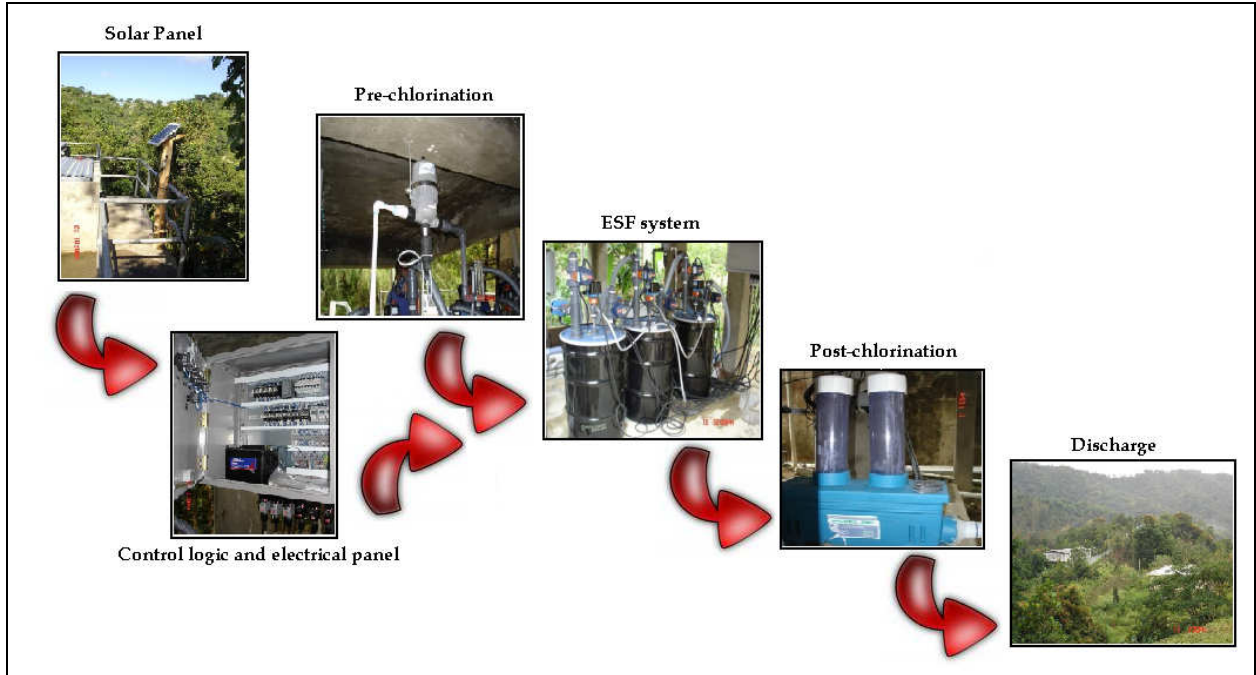 Solar Panel
Pre-chlorination
ESF system
Post-chlorination
Discharge
Control logic and electrical panel